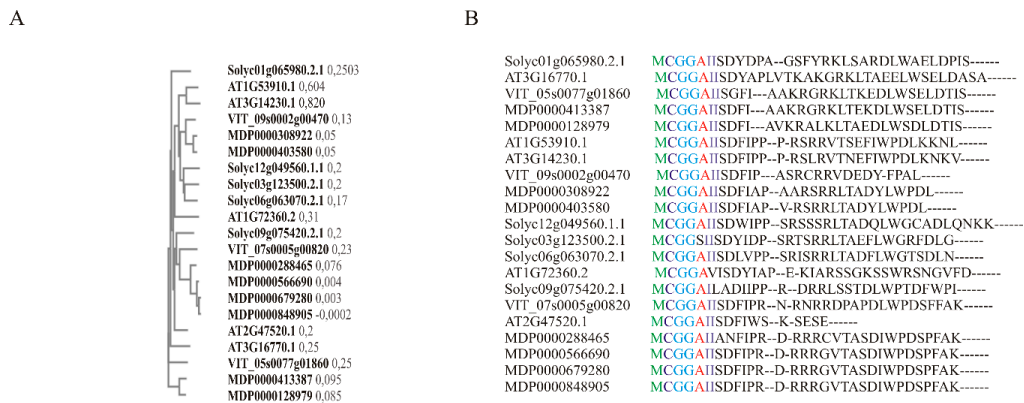 A
Solyc01g065980.2.1 0,2503
AT1G53910.1 0,604
AT3G14230.1 0,820
VIT_09s0002g00470 0,13
MDP0000308922 0,05
MDP0000403580 0,05
Solyc12g049560.1.1 0,2
Solyc03g123500.2.1 0,2
Solyc06g063070.2.1 0,17
AT1G72360.2 0,31
Solyc09g075420.2.1 0,2
VIT_07s0005g00820 0,23
MDP0000288465 0,076
MDP0000566690 0,004
MDP0000679280 0,003
MDP0000848905 -0,0002
AT2G47520.1 0,2
AT3G16770.1 0,25
VIT_05s0077g01860 0,25
MDP0000413387 0,095
MDP0000128979 0,085
B
Solyc01g065980.2.1 MCGGAIISDYDPA--GSFYRKLSARDLWAELDPIS------
AT3G16770.1 MCGGAIISDYAPLVTKAKGRKLTAEELWSELDASA------
VIT_05s0077g01860 MCGGAIISGFI---AAKRGRKLTKEDLWSELDTIS------
MDP0000413387 MCGGAIISDFI---AAKRGRKLTEKELWSELDTIS------
MDP0000128979 MCGGAIISDFI---AVKRALKLTAEDLWSDLDTIS------
AT1G53910.1 MCGGAIISDFIPP--P-RSRRVTSEFIWPDLKKNL------
AT3G14230.1 MCGGAIISDFIPP--P-RSLRVTNEFIWPDLKNKV------
VIT_09s0002g00470 MCGGAIISDFIP---ASRCRRVDEDY-FPAL------
MDP0000308922 MCGGAIISDFIAP--AARSRRLTADYLWPDL------
MDP0000403580 MCGGAIISDFIAP--A-VRSRRLTADYLWPDL------
Solyc12g049560.1.1 MCGGAIISDWIPP--SRSSSRLTADQLWGCADLQNKK------
Solyc03g123500.2.1 MCGGSIISDYIDP--SRTSRRLTAEFLWGRFDLG------
Solyc06g063070.2.1 MCGGAIISDLVPP--SRISRRLTADFLWGTSDLN------
AT1G72360.2 MCGGAVISDYIAP--E-KIARSSGKSSWRSNGVFD------
Solyc09g075420.2.1 MCGGAILADIIPP--R--DRRLSSTDLWPTDFWPI------
VIT_07s0005g00820 MCGGAIISDFIPR--N-RNRRDPAPDLWPDSFFAK------
AT2G47520.1 MCGGAIISDFIWS--K-SESE------
MDP0000288465 MCGGAIIANFIPR--D-RRRCVTASDIWPDSPFAK------
MDP0000566690 MCGGAIISDFIPR--D-RRRGVTASDIWPDSPFAK------
MDP0000679280 MCGGAIISDFIPR--D-RRRGVTASDIWPDSPFAK------
MDP0000848905 MCGGAIISDFIPR--D-RRRGVTASDIWPDSPFAK------